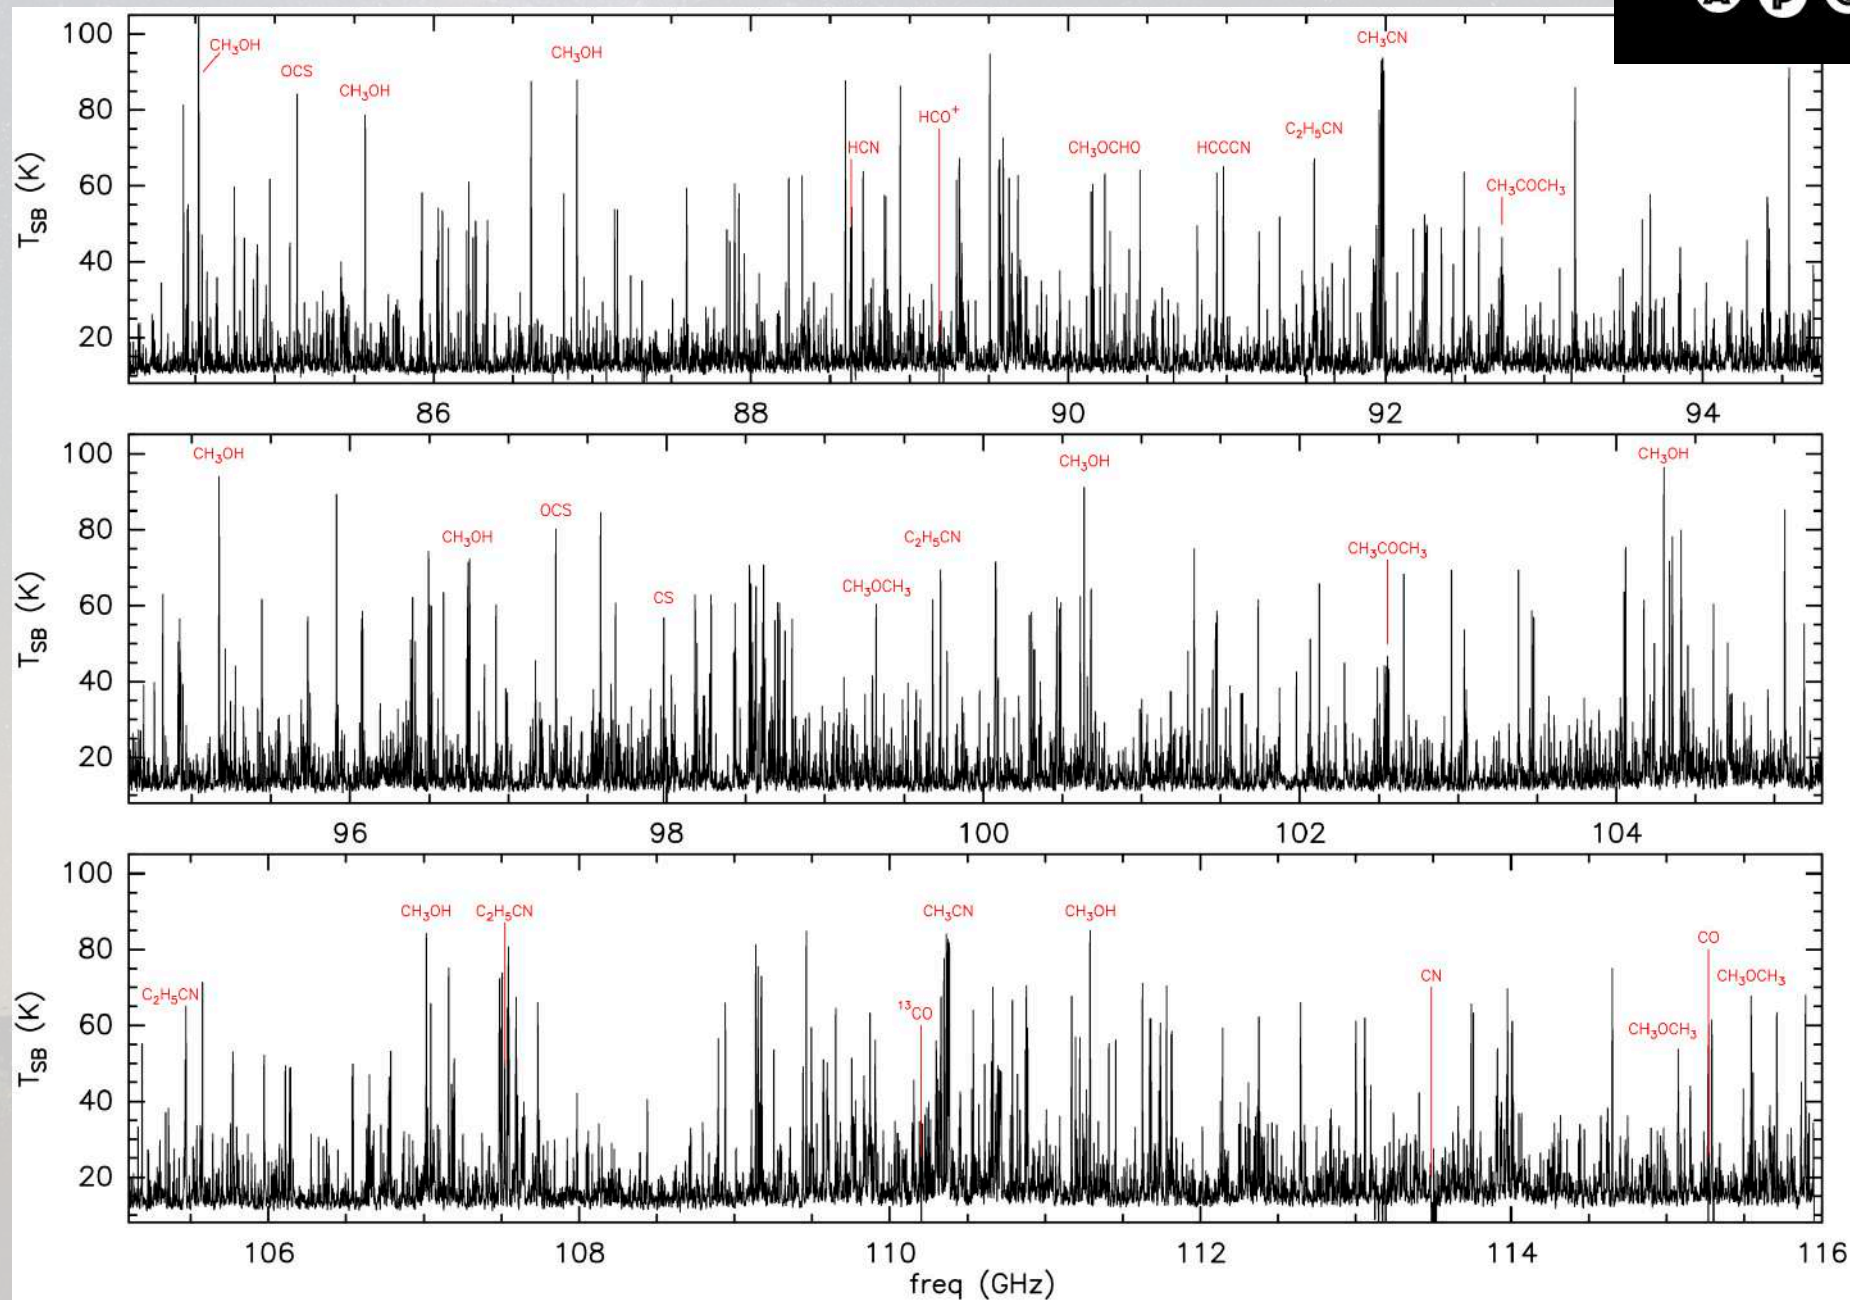 CH₃OH
OCS
CH₃OH
CH₃OH
HCN
HCO⁺
CH₃OCHO
HCCCN
C₂H₅CN
CH₃CN
CH₃COCH₃
T_SB (K)
100
80
60
40
20
86 88 90 92 94
CH₃OH
CH₃OH
OCS
CS
CH₃OCH₃
C₂H₅CN
CH₃OH
CH₃COCH₃
CH₃OH
T_SB (K)
100
80
60
40
20
96 98 100 102 104
C₂H₅CN
CH₃OH
C₂H₅CN
¹³CO
CH₃CN
CH₃OH
CN
CH₃OCH₃
CO
CH₃OCH₃
T_SB (K)
100
80
60
40
20
106 108 110 112 114 116
freq (GHz)